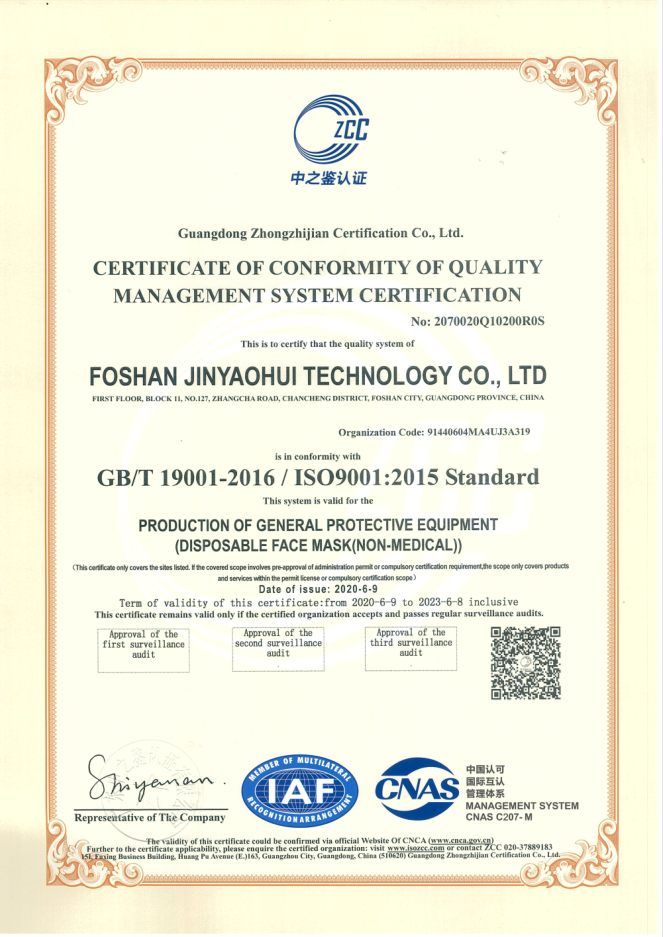 ZCC
中之鉴认证
Guangdong Zhongzhijian Certification Co., Ltd.
CERTIFICATE OF CONFORMITY OF QUALITY
MANAGEMENT SYSTEM CERTIFICATION
No: 2070020Q10200R0S
This is to certify that the quality system of
FOSHAN JINYAOHUI TECHNOLOGY CO., LTD
FIRST FLOOR, BLOCK 11, NO.127, ZHANGCHA ROAD, CHANCHENG DISTRICT, FOSHAN CITY, GUANGDONG PROVINCE, CHINA
Organization Code: 91440604MA4UJ3A319
is in conformity with
GB/T 19001-2016 / ISO9001:2015 Standard
This system is valid for the
PRODUCTION OF GENERAL PROTECTIVE EQUIPMENT
(DISPOSABLE FACE MASK(NON-MEDICAL))
(This certificate only covers the sites listed. If the covered scope involves pre-approval of administration permit or compulsory certification requirement,the scope only covers products
and services within the permit license or compulsory certification scope)
Date of issue: 2020-6-9
Term of validity of this certificate:from 2020-6-9 to 2023-6-8 inclusive
This certificate remains valid only if the certified organization accepts and passes regular surveillance audits.
Approval of the
first surveillance
audit
Approval of the
second surveillance
audit
Approval of the
third surveillance
audit
Shiyanan.
Representative of The Company
MEMBER OF MULTILATERAL
IAF
RECOGNITION ARRANGEMENT
CNAS
中国认可
国际互认
管理体系
MANAGEMENT SYSTEM
CNAS C207-M
The validity of this certificate could be confirmed via official Website Of CNCA (www.cnca.gov.cn)
Further to the certificate applicability, please enquire the certified organization: visit www.isozcc.com or contact ZCC 020-37889183
15I, Fuxing Business Building, Huang Pu Avenue (E.)163, Guangzhou City, Guangdong, China (510620) Guangdong Zhongzhijian Certification Co., Ltd.